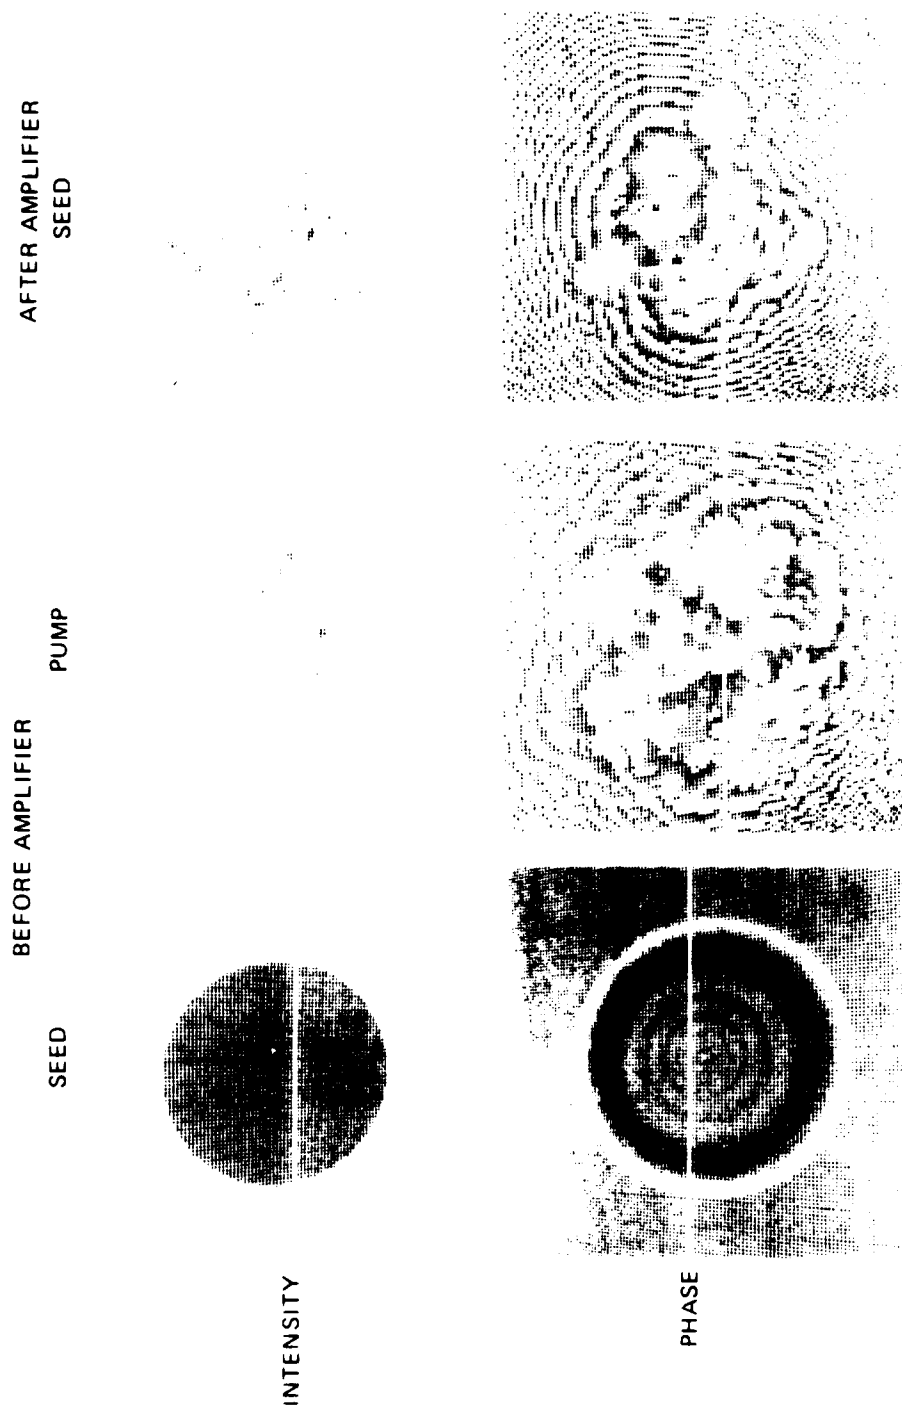 BEFORE AMPLIFIER
AFTER AMPLIFIER
SEED
PUMP
SEED
INTENSITY
PHASE